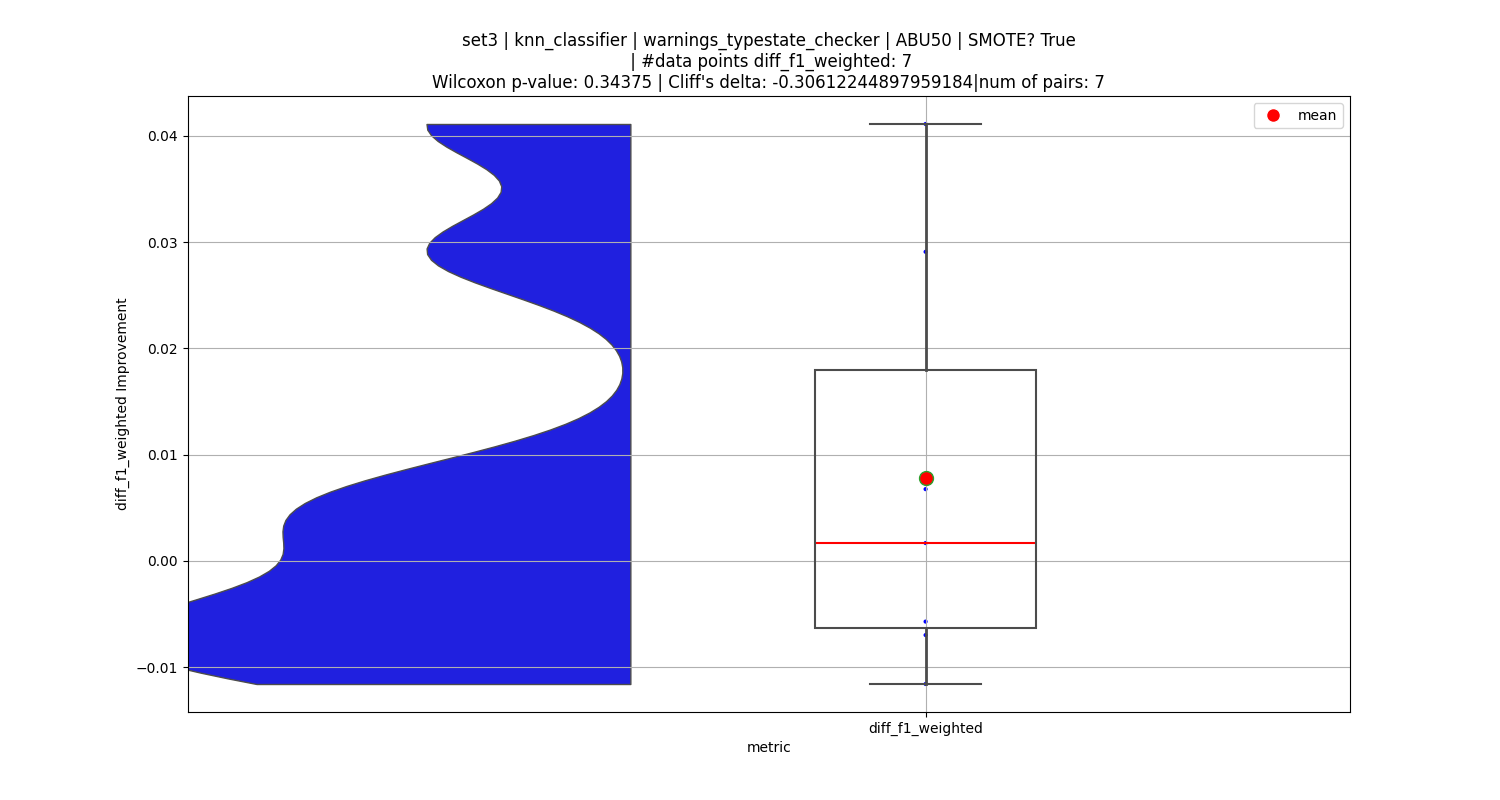 set3 | knn_classifier | warnings_typestate_checker | ABU50 | SMOTE? True
| #data points diff_f1_weighted: 7
Wilcoxon p-value: 0.34375 | Cliff's delta: -0.30612244897959184|num of pairs: 7
mean
0.04
0.03
0.02
0.01
0.00
−0.01
diff_f1_weighted Improvement
diff_f1_weighted
metric